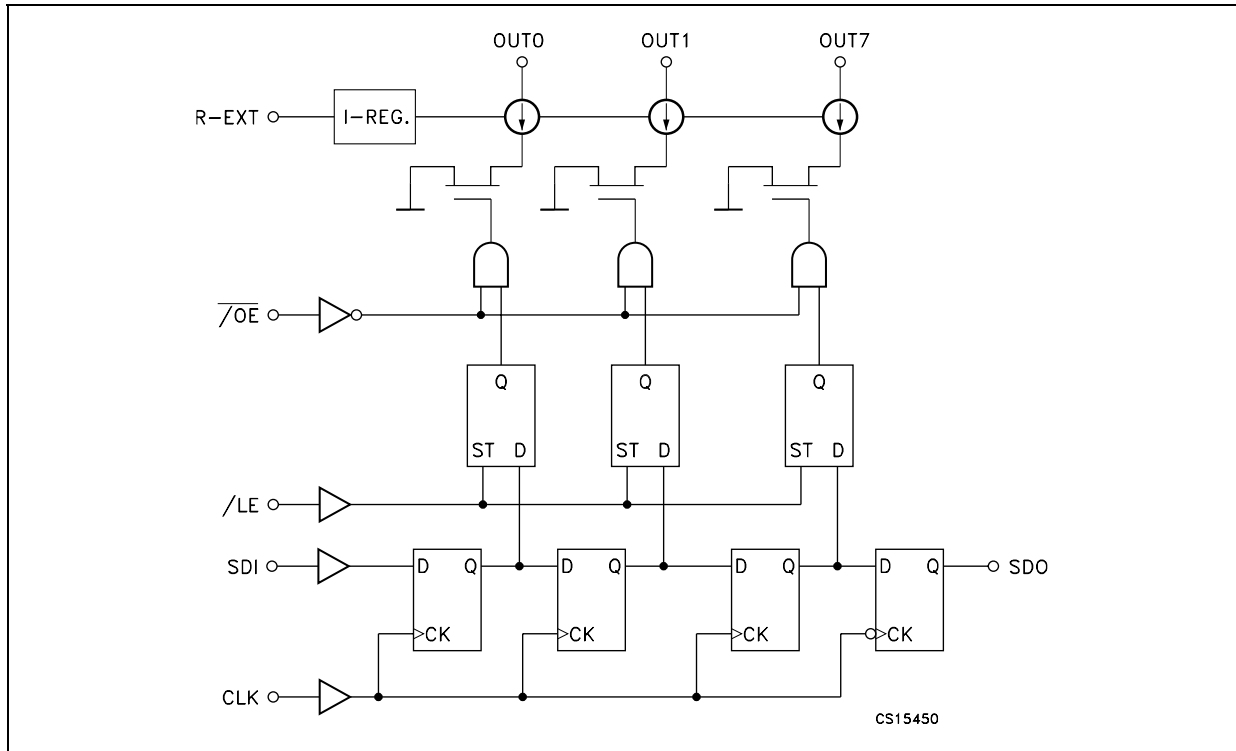 OUT0 OUT1 OUT7
R-EXT I-REG.
/OE
Q Q Q
ST D ST D ST D
/LE
SDI D Q D Q D Q D Q SDO
CK CK CK CK
CLK
CS15450